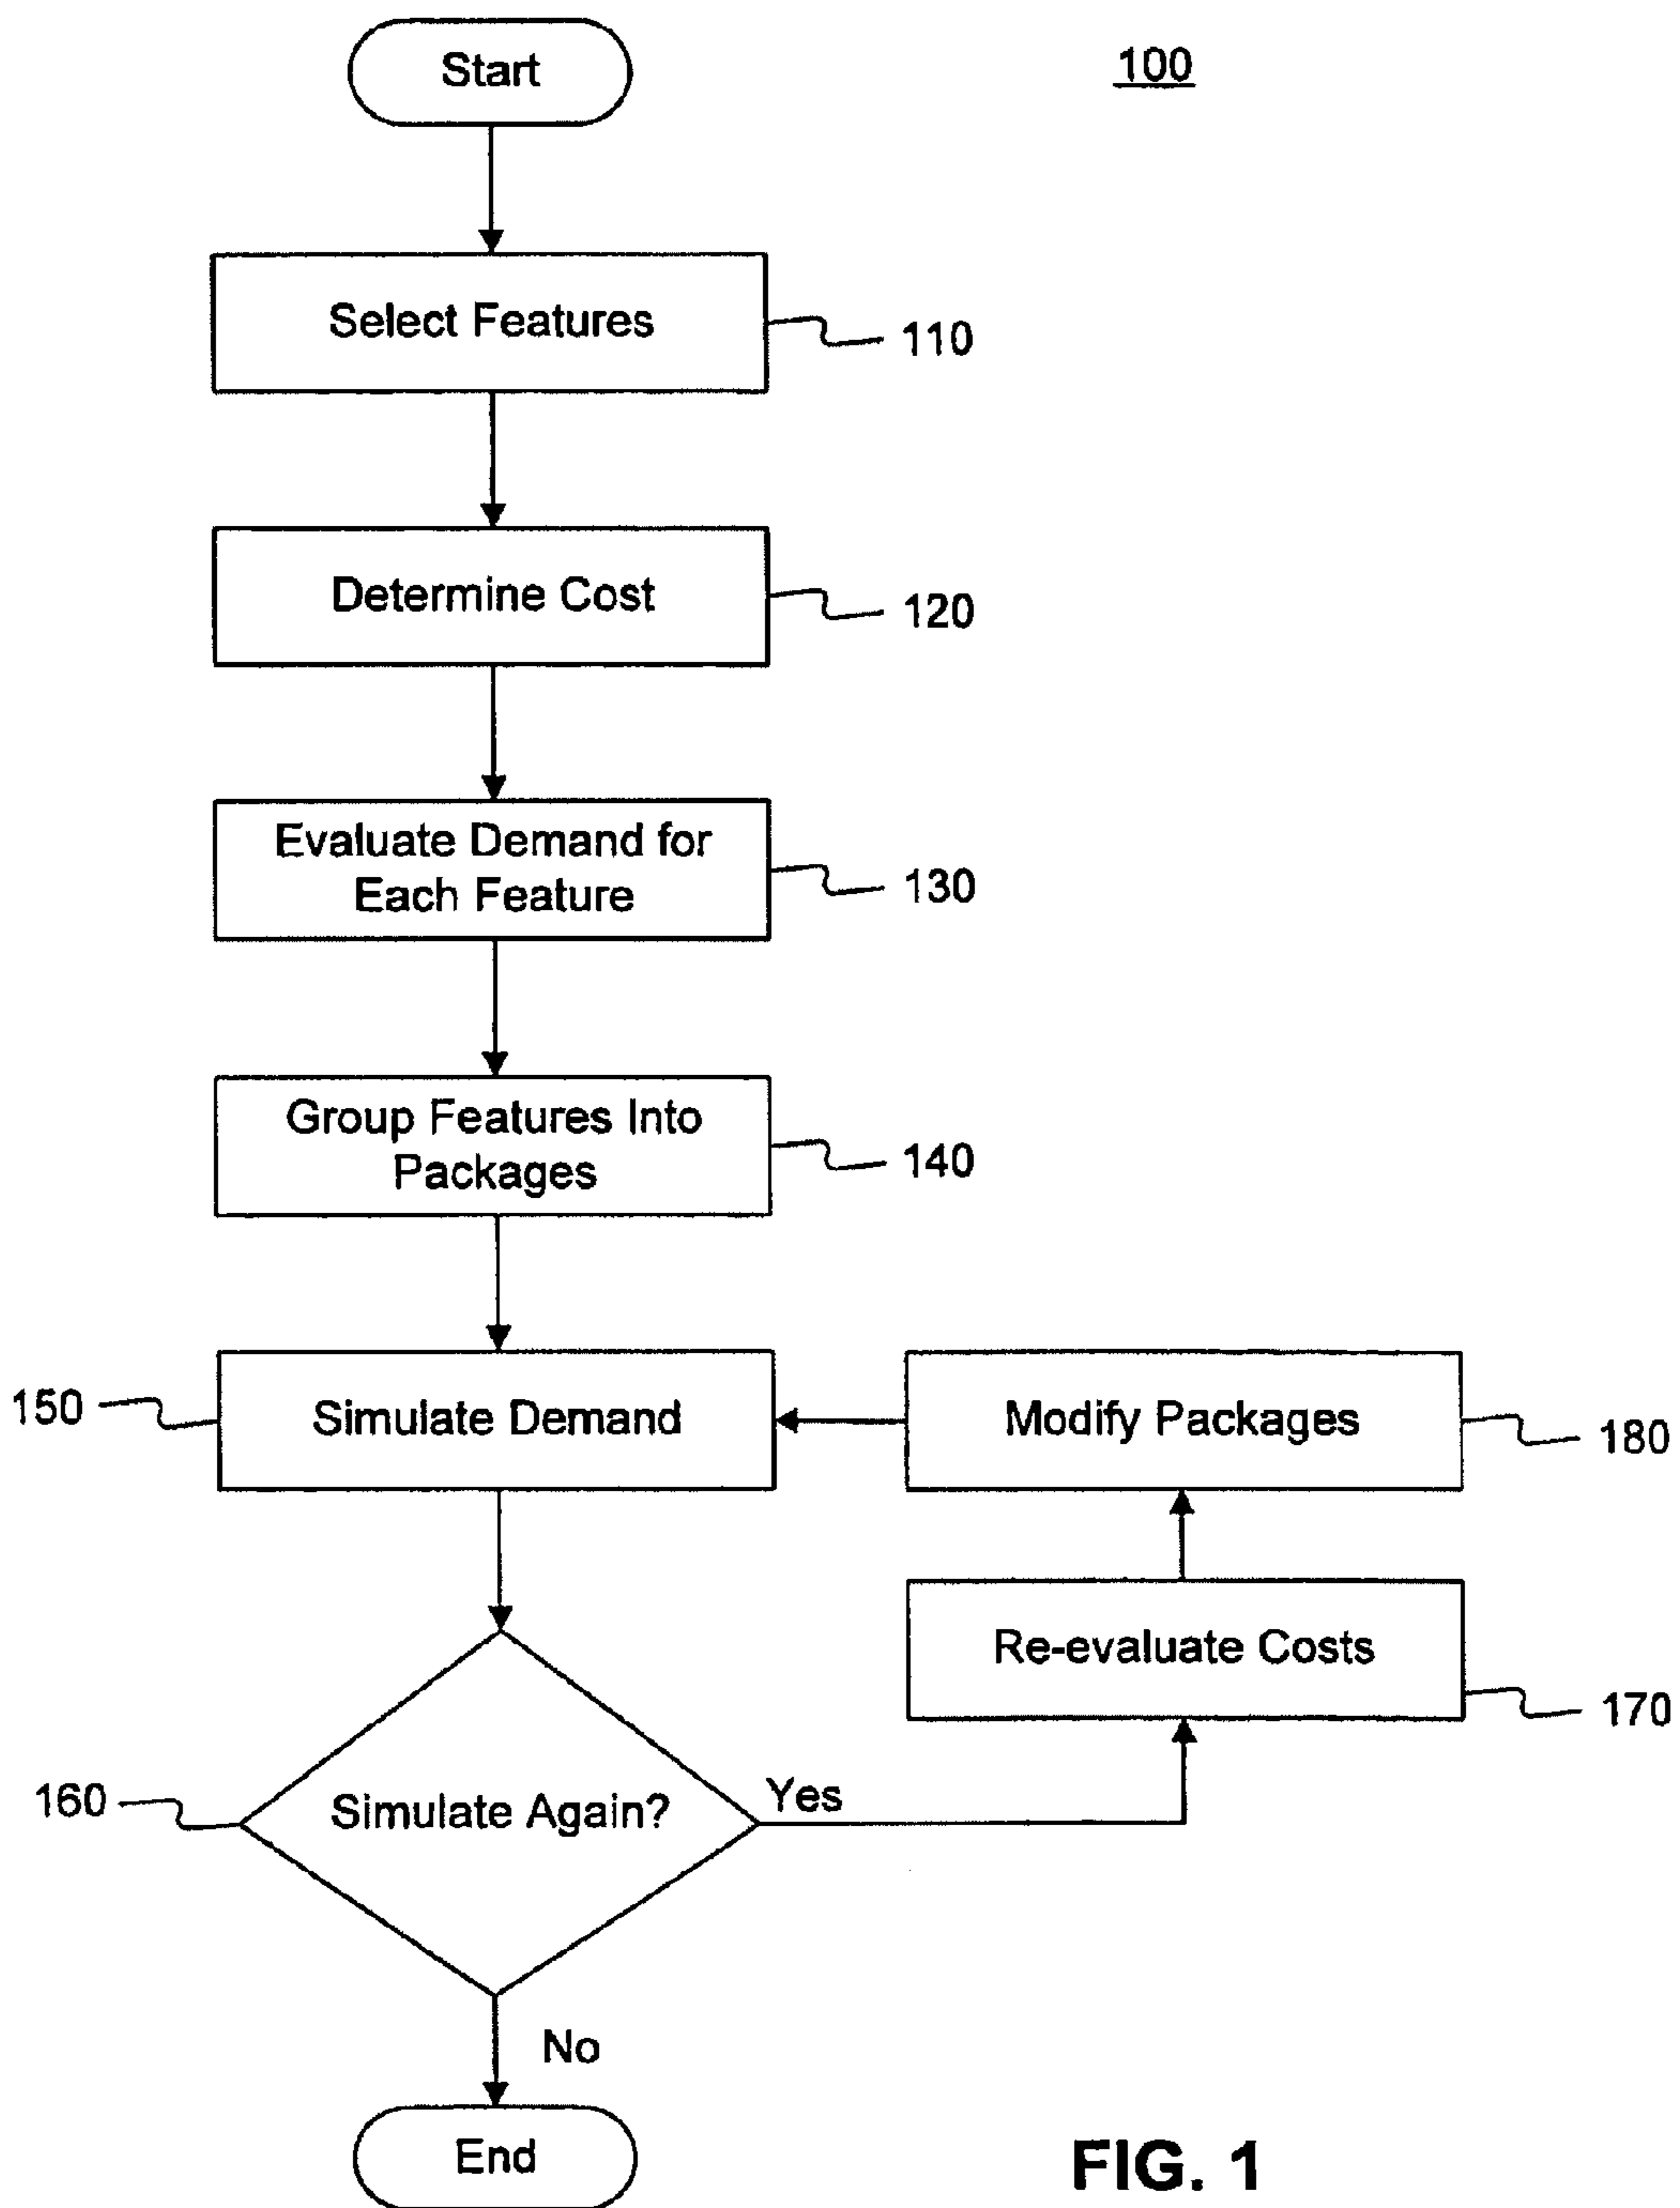 Start
100
Select Features
110
Determine Cost
120
Evaluate Demand for
Each Feature
130
Group Features Into
Packages
140
150
Simulate Demand
Modify Packages
180
Re-evaluate Costs
170
160
Simulate Again?
Yes
No
End
FIG. 1